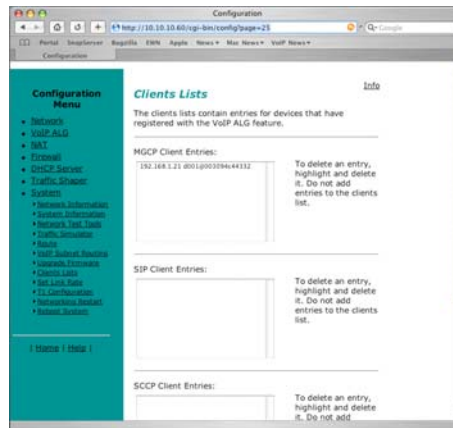 Configuration
http://10.10.10.60/cgi-bin/config?page=25
Q- Google
Portal SnapServer Bugzilla EWN Apple News Mac News VoIP News
Configuration
Configuration
Menu
Network
VoIP ALG
NAT
Firewall
DHCP Server
Traffic Shaper
System
Network Information
System Information
Network Test Tools
Traffic Simulator
Route
VoIP Subnet Routing
Upgrade Firmware
Clients Lists
Set Link Rate
T1 Configuration
Networking Restart
Reboot System
| Home | Help |
Info
Clients Lists
The clients lists contain entries for
devices that have
registered with the VoIP ALG feature.
MGCP Client Entries:
192.168.1.21 d001@003094c44332
To delete an entry,
highlight and delete
it. Do not add
entries to the clients
list.
SIP Client Entries:
To delete an entry,
highlight and delete
it. Do not add
entries to the clients
list.
SCCP Client Entries:
To delete an entry,
highlight and delete
it. Do not add